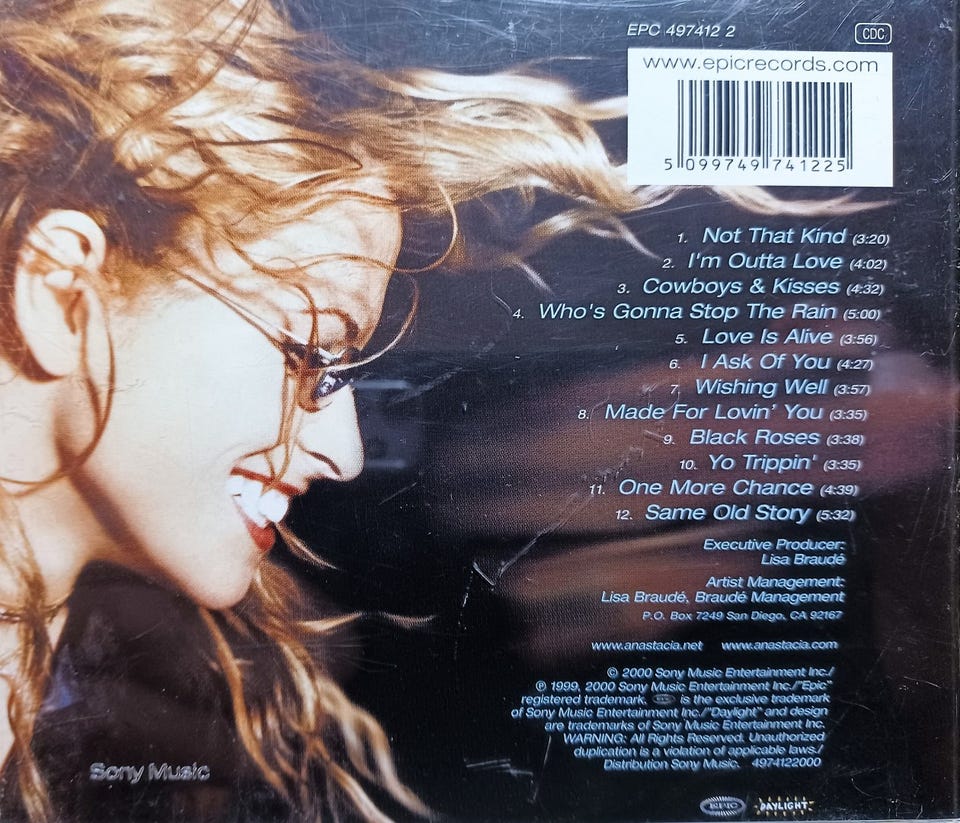 EPC 497412 2
CDC
www.epicrecords.com
5 099749 741225
1. Not That Kind (3:20)
2. I'm Outta Love (4:02)
3. Cowboys & Kisses (4:32)
4. Who's Gonna Stop The Rain (5:00)
5. Love Is Alive (3:56)
6. I Ask Of You (4:27)
7. Wishing Well (3:57)
8. Made For Lovin' You (3:35)
9. Black Roses (3:38)
10. Yo Trippin' (3:35)
11. One More Chance (4:39)
12. Same Old Story (5:32)
Executive Producer:
Lisa Braudé
Artist Management:
Lisa Braudé, Braudé Management
P.O. Box 7249 San Diego, CA 92167
www.anastacia.net www.anastacia.com
© 2000 Sony Music Entertainment Inc./
℗ 1999, 2000 Sony Music Entertainment Inc./"Epic"
registered trademark. EPIC is the exclusive trademark
of Sony Music Entertainment Inc./"Daylight" and design
are trademarks of Sony Music Entertainment Inc.
WARNING: All Rights Reserved. Unauthorized
duplication is a violation of applicable laws./
Distribution Sony Music. 4974122000
Sony Music
EPIC DAYLIGHT